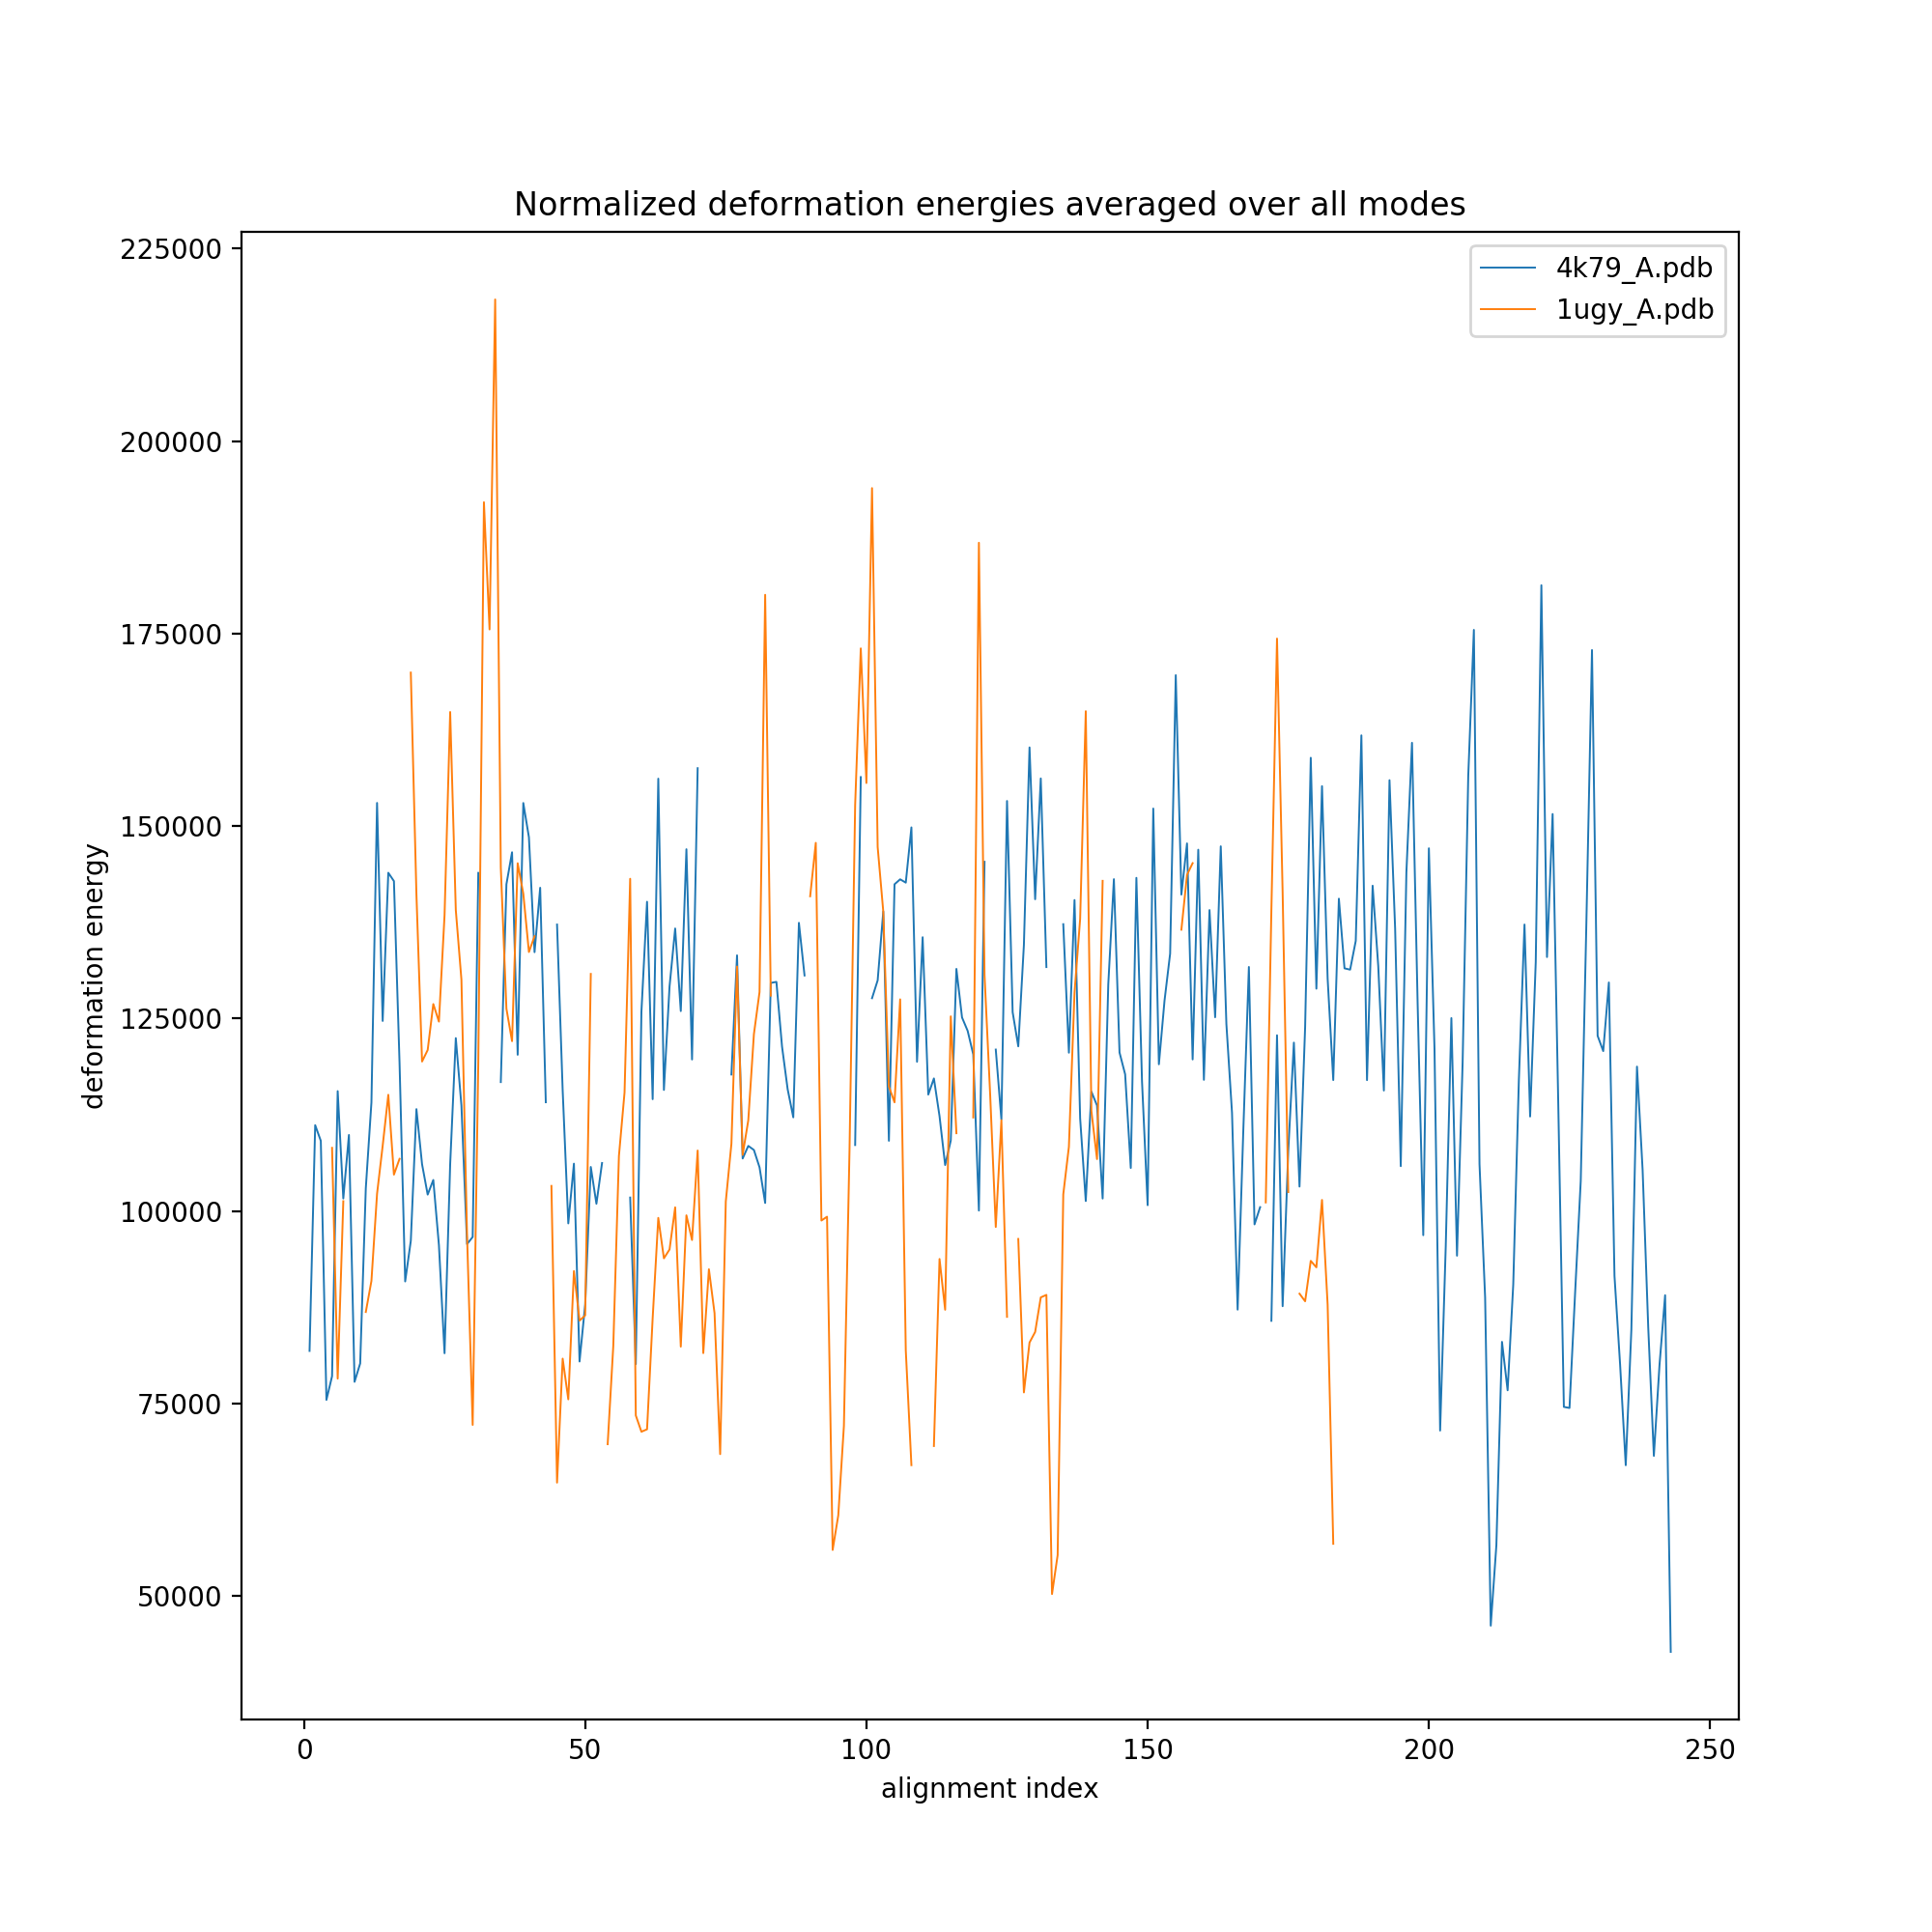 Normalized deformation energies averaged over all modes
225000
200000
175000
150000
125000
100000
75000
50000
deformation energy
4k79_A.pdb
1ugy_A.pdb
0 50 100 150 200 250
alignment index